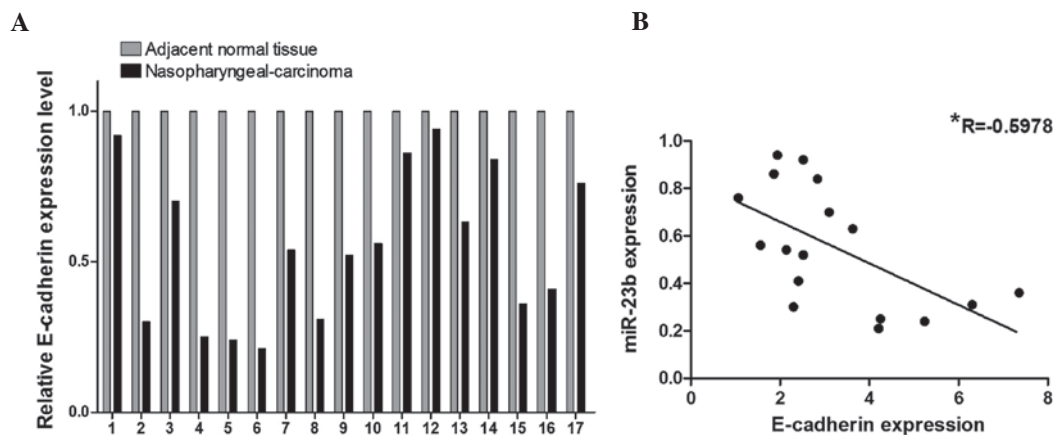 A
Adjacent normal tissue
Nasopharyngeal-carcinoma
Relative E-cadherin expression level
1.0
0.5
0.0
1 2 3 4 5 6 7 8 9 10 11 12 13 14 15 16 17
B
*R=-0.5978
miR-23b expression
1.0
0.8
0.6
0.4
0.2
0.0
0 2 4 6 8
E-cadherin expression